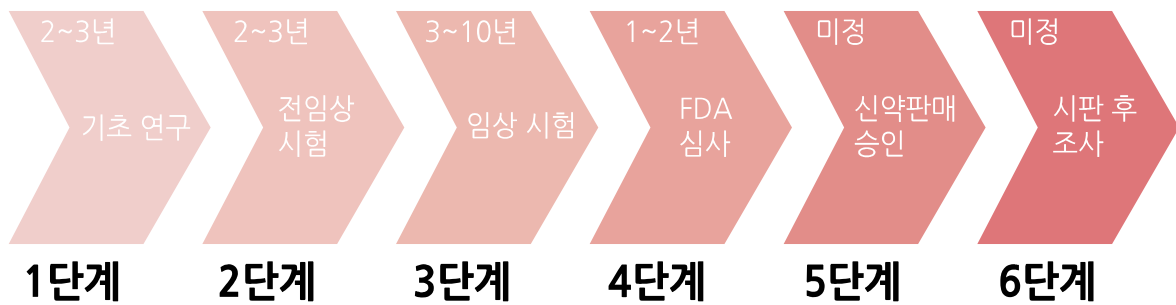 2~3년
기초 연구
1단계
2~3년
전임상
시험
2단계
3~10년
임상 시험
3단계
1~2년
FDA
심사
4단계
미정
신약판매
승인
5단계
미정
시판 후
조사
6단계